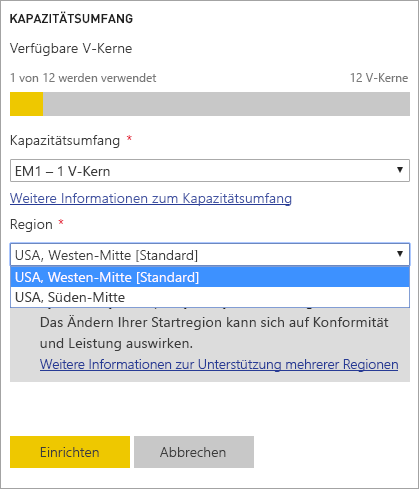 KAPAZITÄTSUMFANG
Verfügbare V-Kerne
1 von 12 werden verwendet 12 V-Kerne
Kapazitätsumfang *
EM1 – 1 V-Kern
Weitere Informationen zum Kapazitätsumfang
Region *
USA, Westen-Mitte [Standard]
USA, Westen-Mitte [Standard]
USA, Süden-Mitte
Das Ändern Ihrer Startregion kann sich auf Konformität
und Leistung auswirken.
Weitere Informationen zur Unterstützung mehrerer Regionen
Einrichten Abbrechen